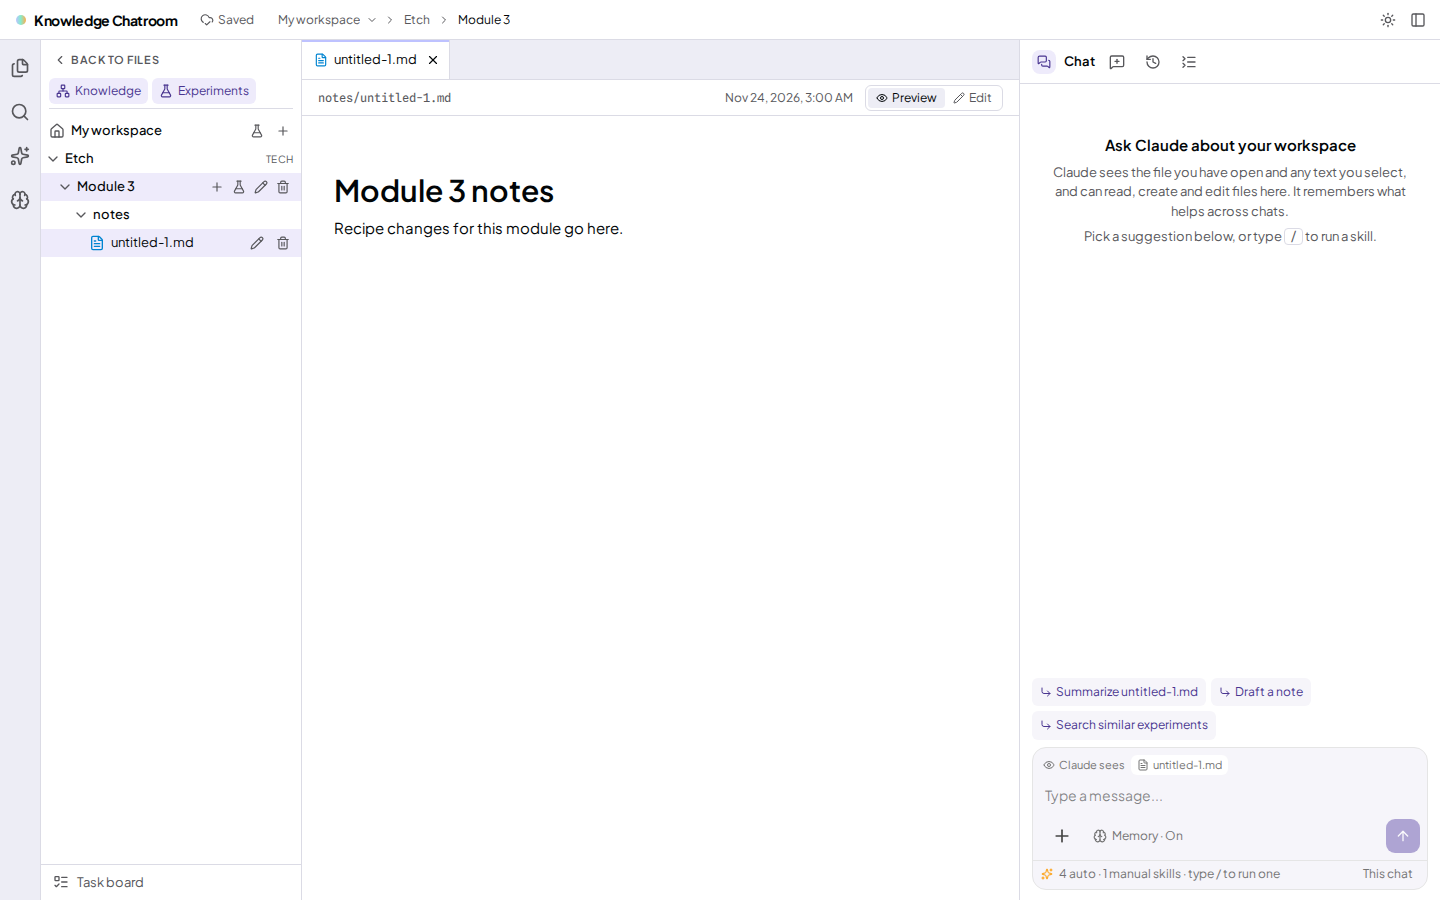 Knowledge Chatroom
Saved
My workspace
Etch
Module 3
BACK TO FILES
Knowledge
Experiments
My workspace
Etch
TECH
Module 3
notes
untitled-1.md
Task board
untitled-1.md
notes/untitled-1.md
Nov 24, 2026, 3:00 AM
Preview
Edit
Module 3 notes
Recipe changes for this module go here.
Chat
Ask Claude about your workspace
Claude sees the file you have open and any text you select,
and can read, create and edit files here. It remembers what
helps across chats.
Pick a suggestion below, or type / to run a skill.
Summarize untitled-1.md
Draft a note
Search similar experiments
Claude sees
untitled-1.md
Type a message...
Memory · On
4 auto · 1 manual skills · type / to run one
This chat